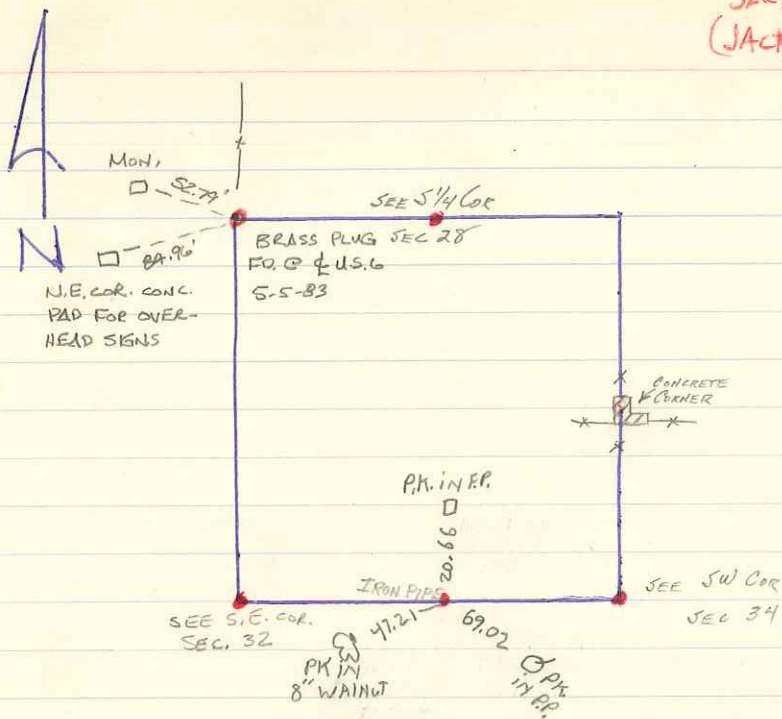 (JACK
MON.
52.79'
84.96'
N.E. COR. CONC.
PAD FOR OVER-
HEAD SIGNS
N
SEE S 1/4 COR
SEC 28
BRASS PLUG
FD. @ ℄ U.S. 6
5-5-83
CONCRETE
CORNER
P.K. IN F.P.
20.66
IRON PIPE
SEE S.E. COR.
SEC. 32
47.21
69.02
PK IN
8" WALNUT
PK
IN P.P.
SEE SW COR
SEC 34